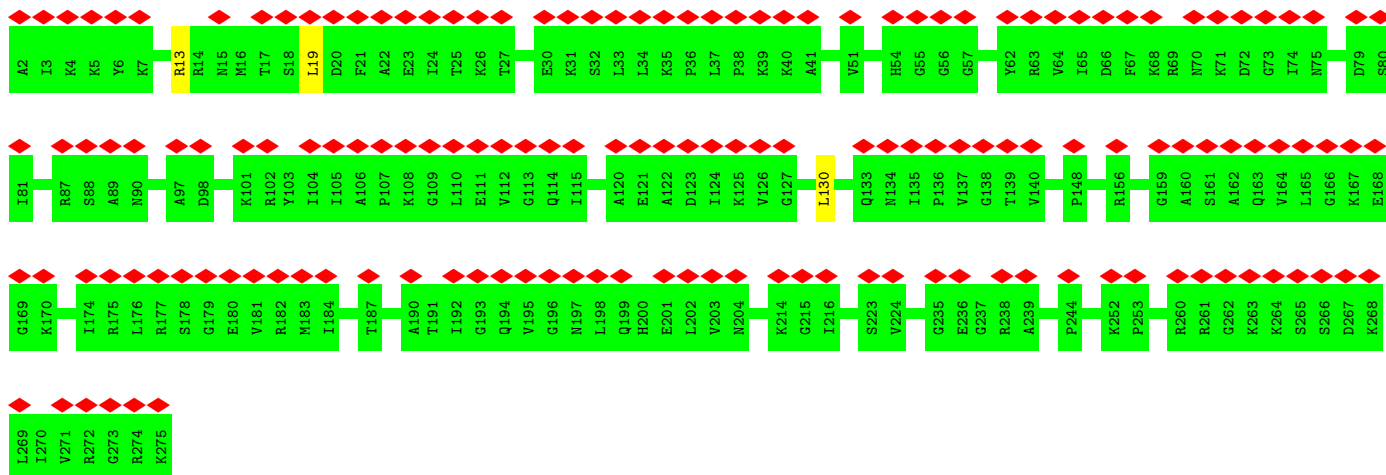 A2 I3 K4 K5 Y6 K7 R13 R14 N15 M16 T17 S18 L19 D20 F21 A22 E23 I24 T25 K26 T27 E30 K31 S32 L33 L34 K35 P36 L37 P38 K39 K40 A41 V51 H54 G55 G56 G57 Y62 R63 V64 I65 D66 F67 K68 R69 N70 K71 D72 G73 I74 N75 D79 S80
I81 R87 S88 A89 N90 A97 D98 K101 R102 Y103 I104 I105 A106 P107 K108 G109 L110 E111 V112 G113 Q114 I115 A120 E121 A122 D123 I124 K125 V126 G127 L130 Q133 N134 I135 P136 V137 G138 T139 V140 P148 R156 G159 A160 S161 A162 Q163 V164 L165 G166 K167 E168
G169 K170 I174 R175 L176 R177 S178 G179 E180 V181 R182 M183 I184 T187 A190 T191 I192 G193 Q194 V195 G196 N197 L198 Q199 H200 E201 L202 V203 N204 K214 G215 I216 S223 V224 G235 E236 G237 R238 A239 P244 K252 P253 R260 R261 G262 K263 K264 S265 S266 D267 K268
L269 I270 V271 R272 G273 R274 K275